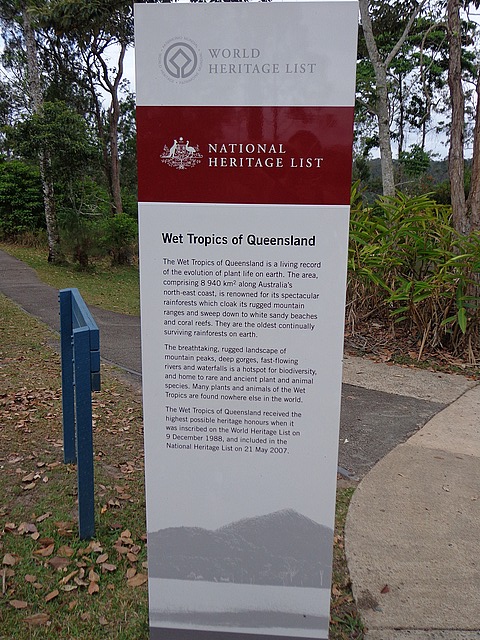 WORLD
HERITAGE LIST
NATIONAL
HERITAGE LIST
Wet Tropics of Queensland
The Wet Tropics of Queensland is a living record
of the evolution of plant life on earth. The area,
comprising 8 940 km² along Australia's
north-east coast, is renowned for its spectacular
rainforests which cloak its rugged mountain
ranges and sweep down to white sandy beaches
and coral reefs. They are the oldest continually
surviving rainforests on earth.
The breathtaking, rugged landscape of
mountain peaks, deep gorges, fast-flowing
rivers and waterfalls is a hotspot for biodiversity,
and home to rare and ancient plant and animal
species. Many plants and animals of the Wet
Tropics are found nowhere else in the world.
The Wet Tropics of Queensland received the
highest possible heritage honours when it
was inscribed on the World Heritage List on
9 December 1988, and included in the
National Heritage List on 21 May 2007.